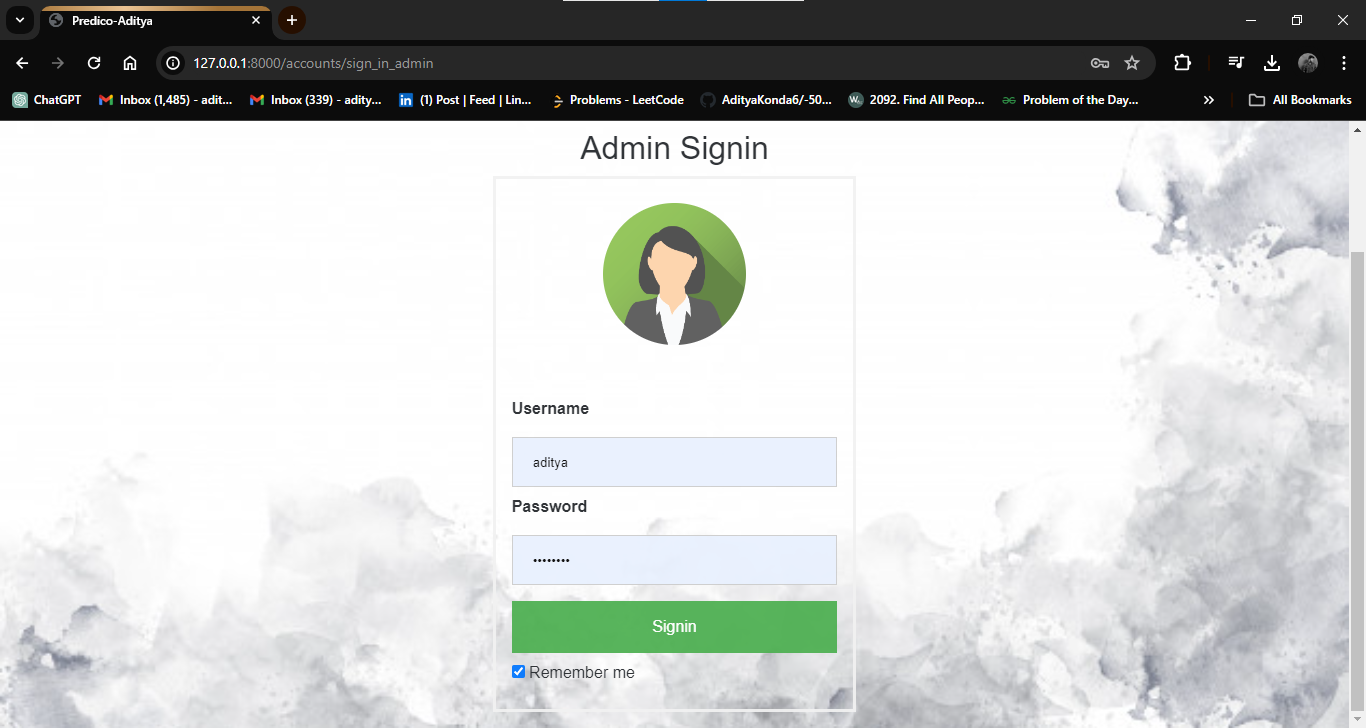 Predico-Aditya
127.0.0.1:8000/accounts/sign_in_admin
ChatGPT Inbox (1,485) - adit... Inbox (339) - adity... (1) Post | Feed | Lin... Problems - LeetCode AdityaKonda6/-50... 2092. Find All Peop... Problem of the Day... » All Bookmarks
Admin Signin
Username
aditya
Password
••••••••
Signin
Remember me